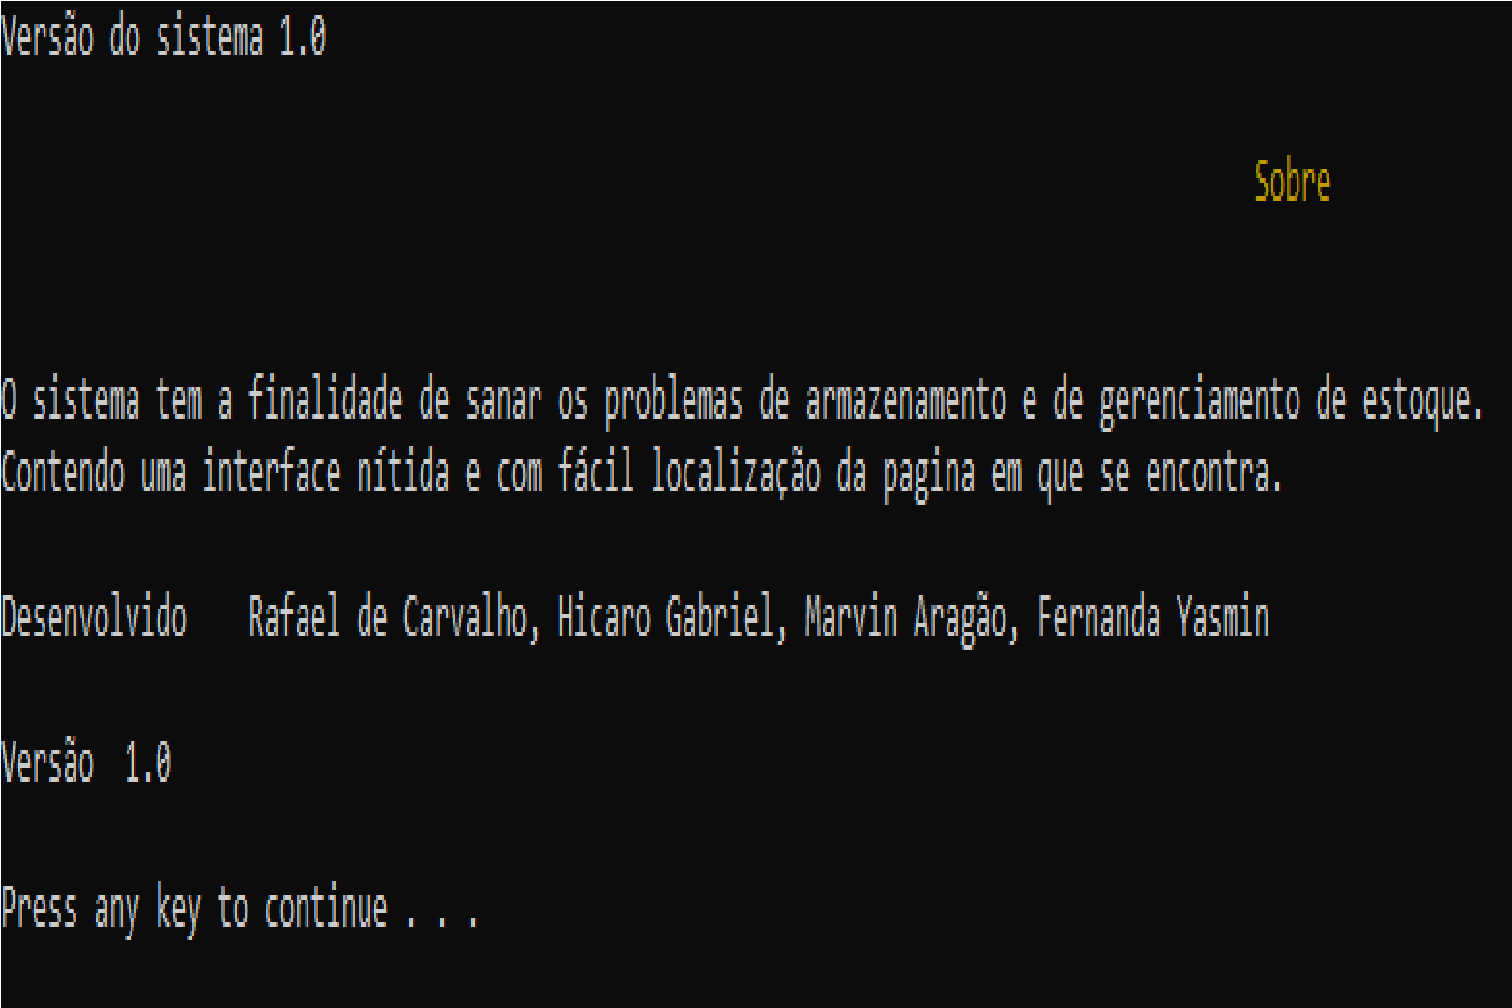 Versão do sistema 1.0
Sobre
O sistema tem a finalidade de sanar os problemas de armazenamento e de gerenciamento de estoque.
Contendo uma interface nítida e com fácil localização da pagina em que se encontra.
Desenvolvido    Rafael de Carvalho, Hicaro Gabriel, Marvin Aragão, Fernanda Yasmin
Versão  1.0
Press any key to continue . . .